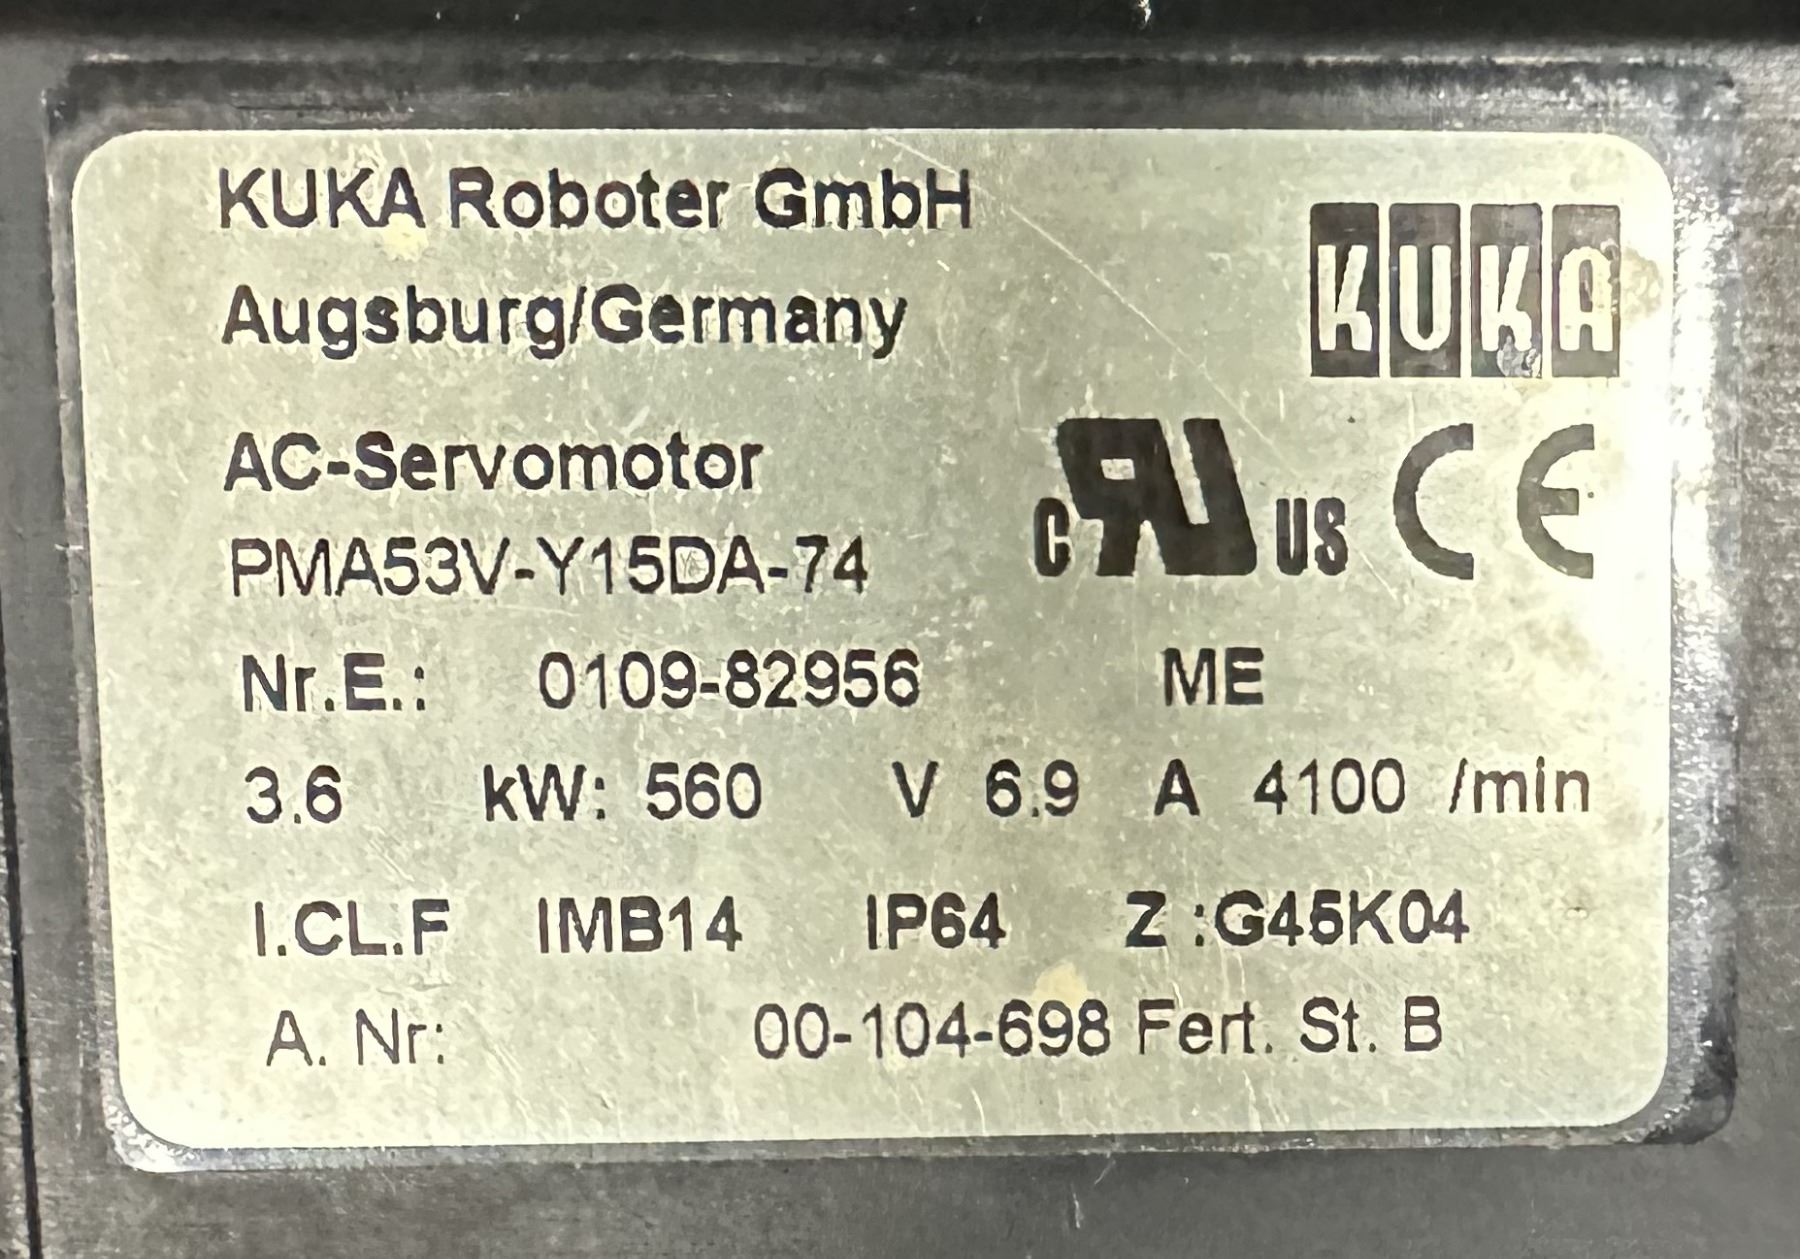 KUKA Roboter GmbH
KUKA
Augsburg/Germany
AC-Servomotor
c RU US CE
PMA53V-Y15DA-74
Nr.E.: 0109-82956 ME
3.6 kW: 560 V 6.9 A 4100 /min
I.CL.F IMB14 IP64 Z :G45K04
A. Nr: 00-104-698 Fert. St. B